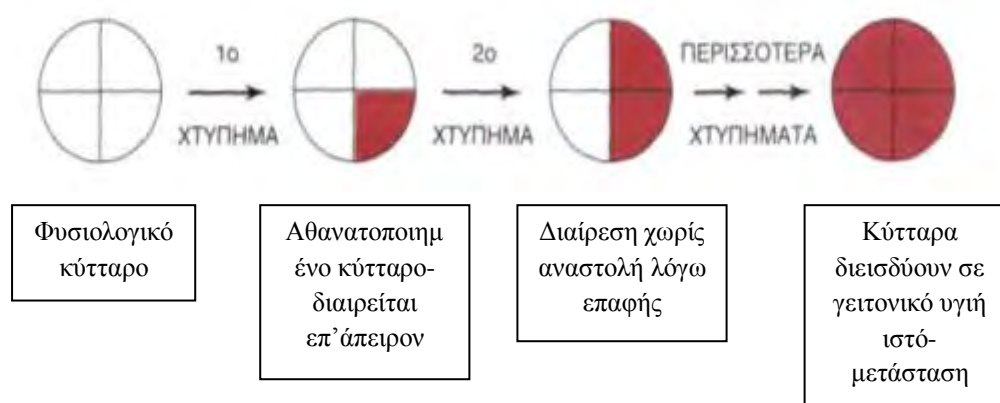 1ο
ΧΤΥΠΗΜΑ
2ο
ΧΤΥΠΗΜΑ
ΠΕΡΙΣΣΟΤΕΡΑ
ΧΤΥΠΗΜΑΤΑ
Φυσιολογικό
κύτταρο
Αθανατοποιημ
ένο κύτταρο-
διαιρείται
επ’άπειρον
Διαίρεση χωρίς
αναστολή λόγω
επαφής
Κύτταρα
διεισδύουν σε
γειτονικό υγιή
ιστό-
μετάσταση